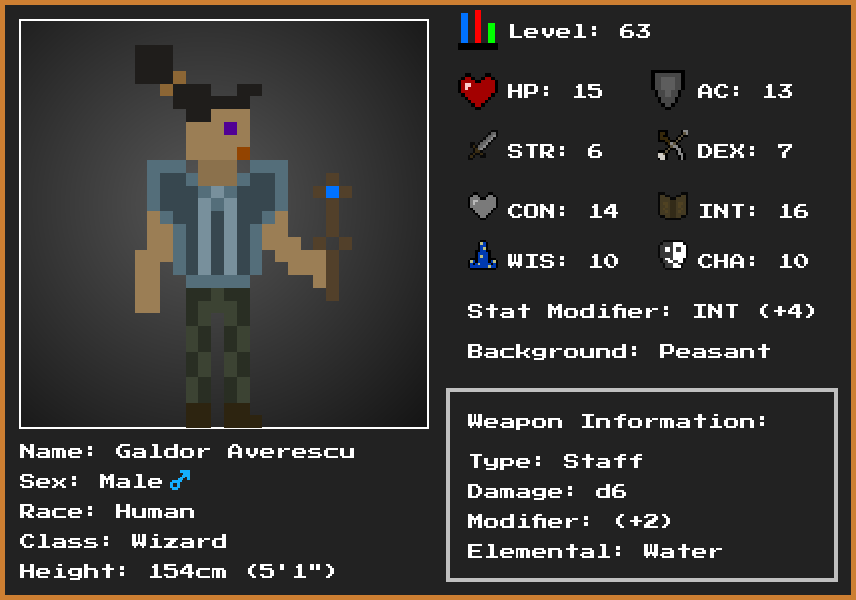 Level: 63
HP: 15
AC: 13
STR: 6
DEX: 7
CON: 14
INT: 16
WIS: 10
CHA: 10
Stat Modifier: INT (+4)
Background: Peasant
Weapon Information:
Type: Staff
Damage: d6
Modifier: (+2)
Elemental: Water
Name: Galdor Averescu
Sex: Male ♂
Race: Human
Class: Wizard
Height: 154cm (5'1")